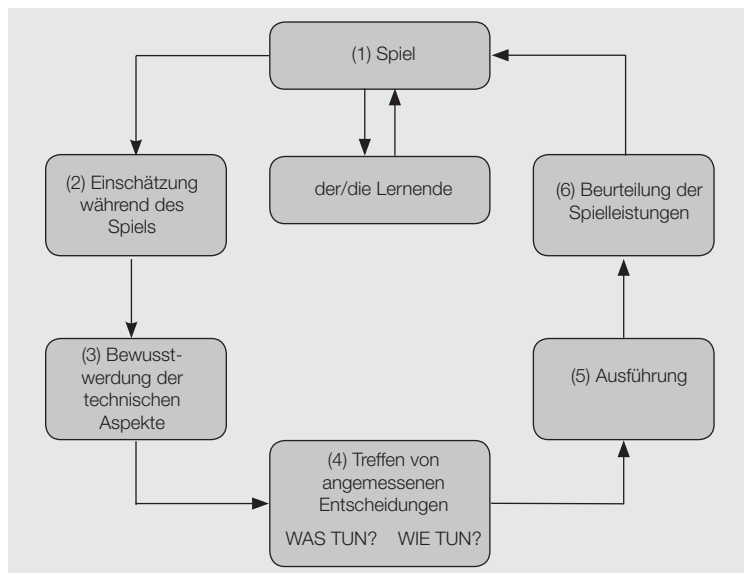 (1) Spiel
der/die Lernende
(2) Einschätzung
während des
Spiels
(3) Bewusst-
werdung der
technischen
Aspekte
(4) Treffen von
angemessenen
Entscheidungen
WAS TUN? WIE TUN?
(5) Ausführung
(6) Beurteilung der
Spielleistungen